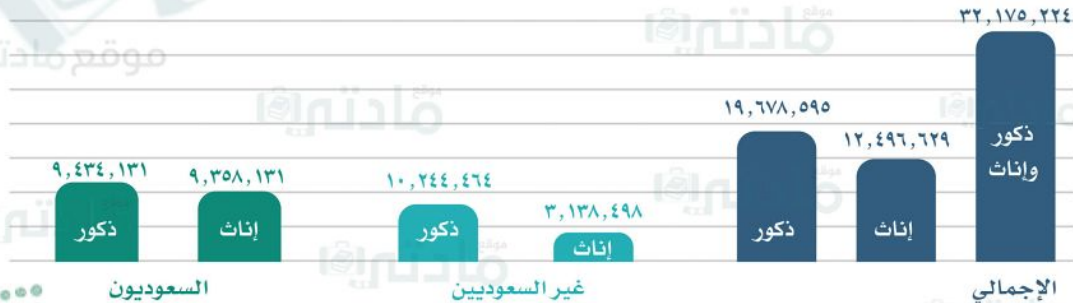 ٣٢,١٧٥,٢٢٤
١٩,٦٧٨,٥٩٥
١٢,٤٩٦,٦٢٩
ذكور
وإناث
إناث
ذكور
١٠,٢٤٤,٤٦٤
٣,١٣٨,٤٩٨
ذكور
إناث
٩,٤٣٤,١٣١
٩,٣٥٨,١٣١
ذكور
إناث
الإجمالي
غير السعوديين
السعوديون
موقع مادتي